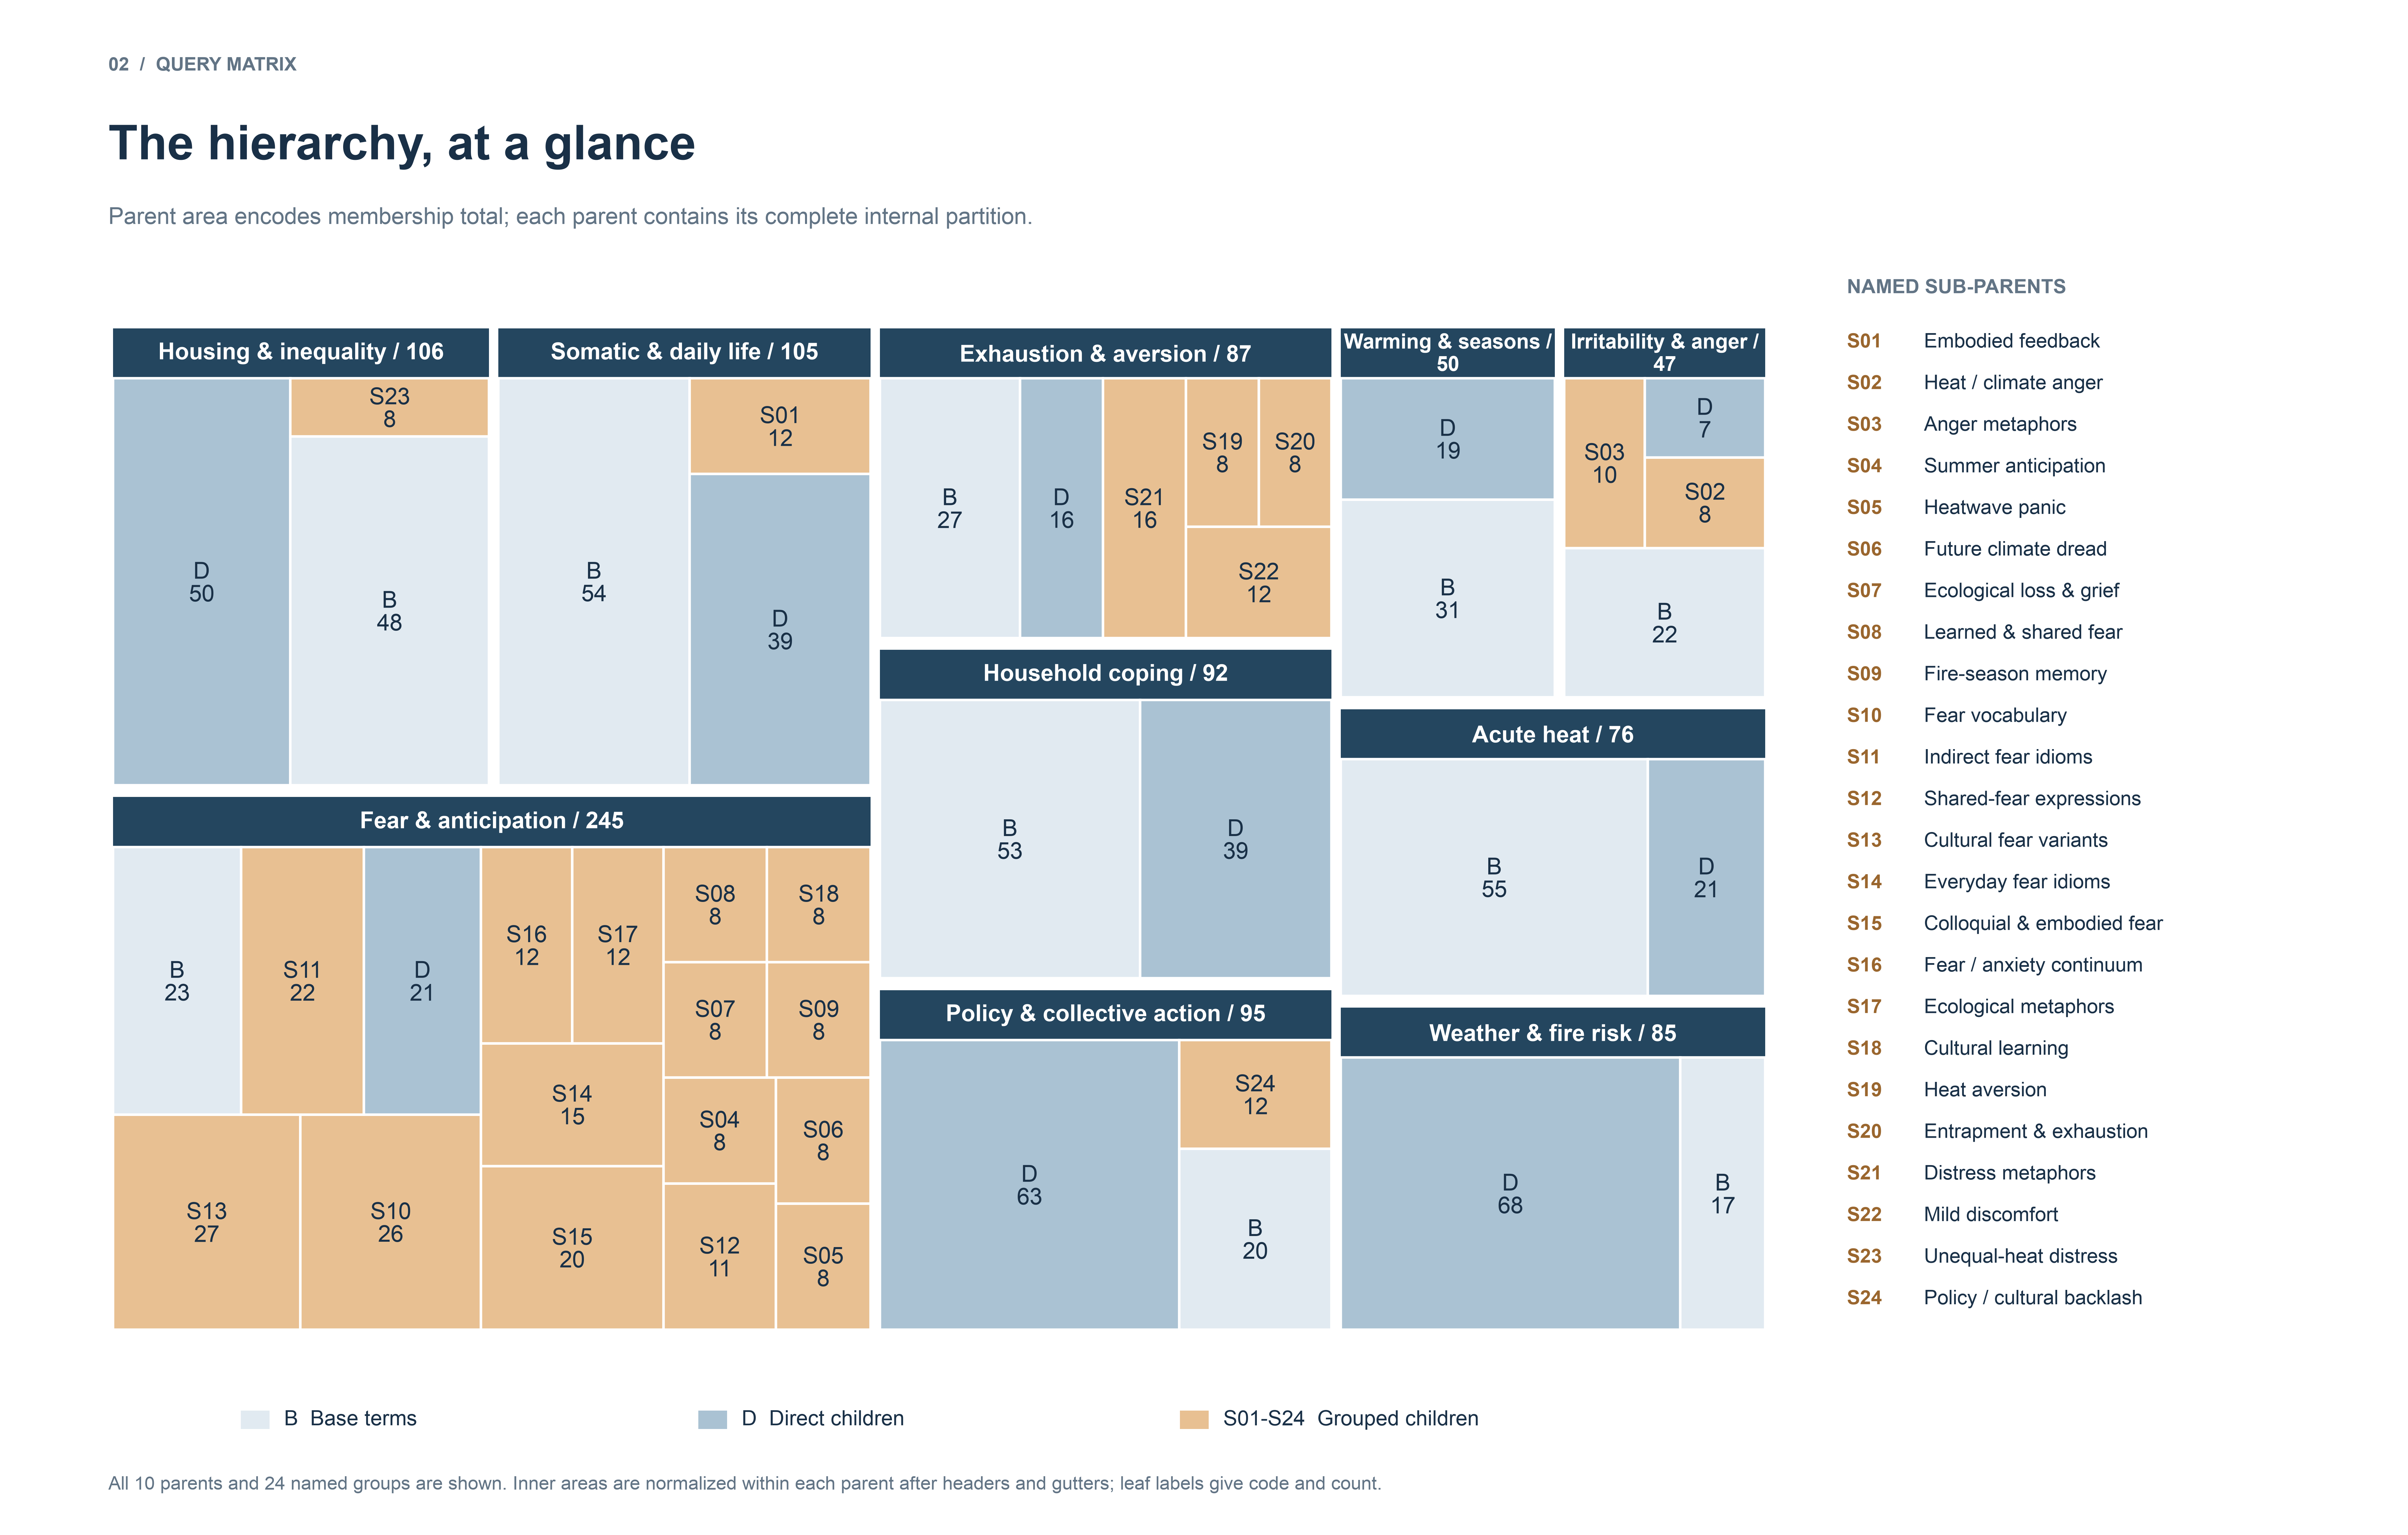 02 / QUERY MATRIX
The hierarchy, at a glance
Parent area encodes membership total; each parent contains its complete internal partition.
Housing & inequality / 106
D
50
S23
8
B
48
Somatic & daily life / 105
B
54
S01
12
D
39
Exhaustion & aversion / 87
B
27
D
16
S21
16
S19
8
S20
8
S22
12
Warming & seasons /
50
D
19
B
31
Irritability & anger /
47
S03
10
D
7
S02
8
B
22
Household coping / 92
B
53
D
39
Acute heat / 76
B
55
D
21
Fear & anticipation / 245
B
23
S11
22
D
21
S16
12
S17
12
S08
8
S18
8
S07
8
S09
8
S14
15
S04
8
S06
8
S13
27
S10
26
S15
20
S12
11
S05
8
Policy & collective action / 95
D
63
S24
12
B
20
Weather & fire risk / 85
D
68
B
17
NAMED SUB-PARENTS
S01 Embodied feedback
S02 Heat / climate anger
S03 Anger metaphors
S04 Summer anticipation
S05 Heatwave panic
S06 Future climate dread
S07 Ecological loss & grief
S08 Learned & shared fear
S09 Fire-season memory
S10 Fear vocabulary
S11 Indirect fear idioms
S12 Shared-fear expressions
S13 Cultural fear variants
S14 Everyday fear idioms
S15 Colloquial & embodied fear
S16 Fear / anxiety continuum
S17 Ecological metaphors
S18 Cultural learning
S19 Heat aversion
S20 Entrapment & exhaustion
S21 Distress metaphors
S22 Mild discomfort
S23 Unequal-heat distress
S24 Policy / cultural backlash
B Base terms
D Direct children
S01-S24 Grouped children
All 10 parents and 24 named groups are shown. Inner areas are normalized within each parent after headers and gutters; leaf labels give code and count.